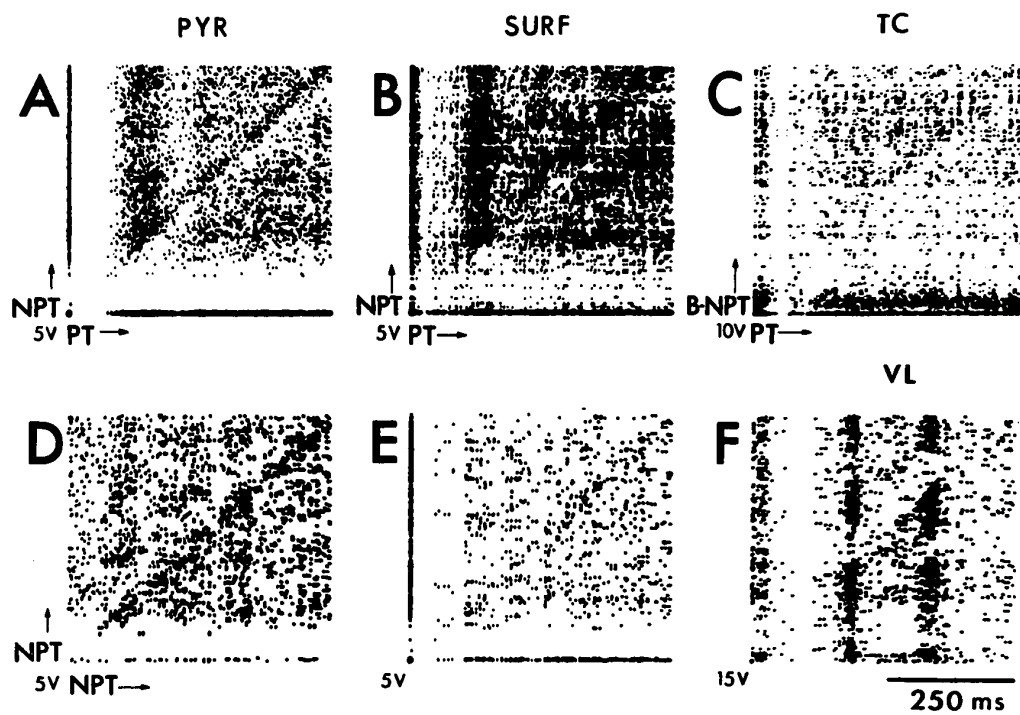 PYR SURF TC
A B C
NPT NPT B-NPT
5V PT 5V PT 10V PT
VL
D E F
NPT
5V NPT 5V 15V
250 ms